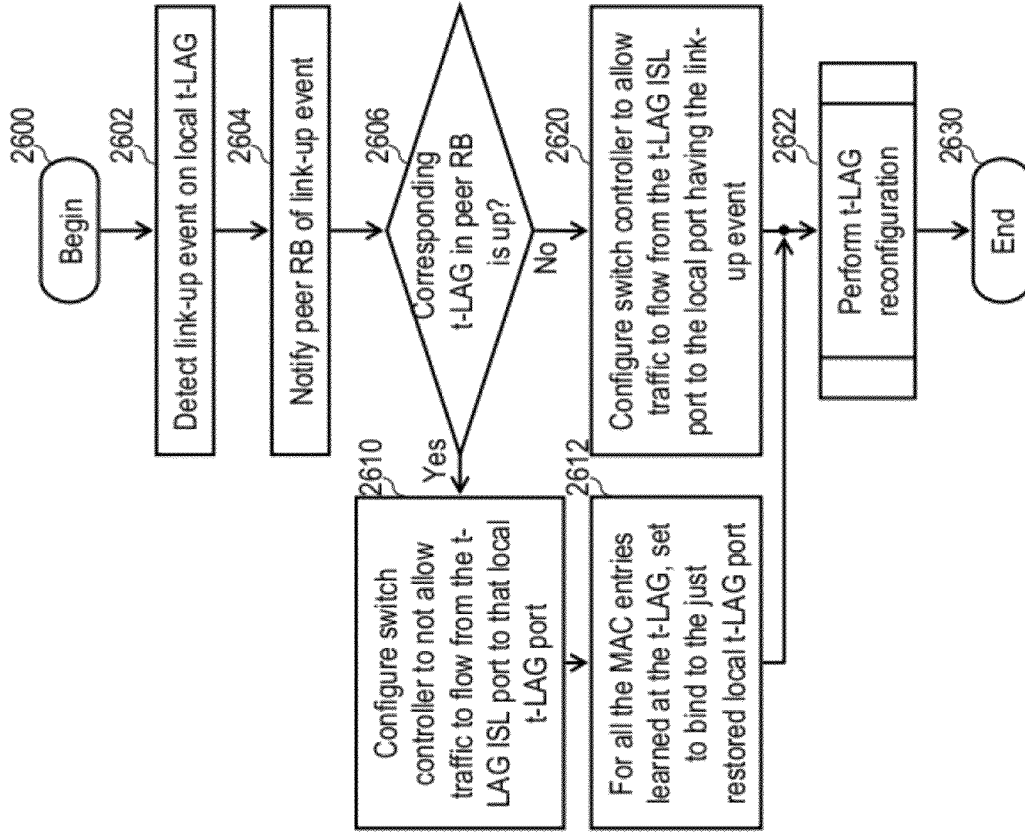 2600
Begin
2602
Detect link-up event on local t-LAG
2604
Notify peer RB of link-up event
2606
Corresponding
t-LAG in peer RB
is up?
Yes
No
2610
Configure switch
controller to not allow
traffic to flow from the t-
LAG ISL port to that local
t-LAG port
2612
For all the MAC entries
learned at the t-LAG, set
to bind to the just
restored local t-LAG port
2620
Configure switch controller to allow
traffic to flow from the t-LAG ISL
port to the local port having the link-
up event
2622
Perform t-LAG
reconfiguration
2630
End